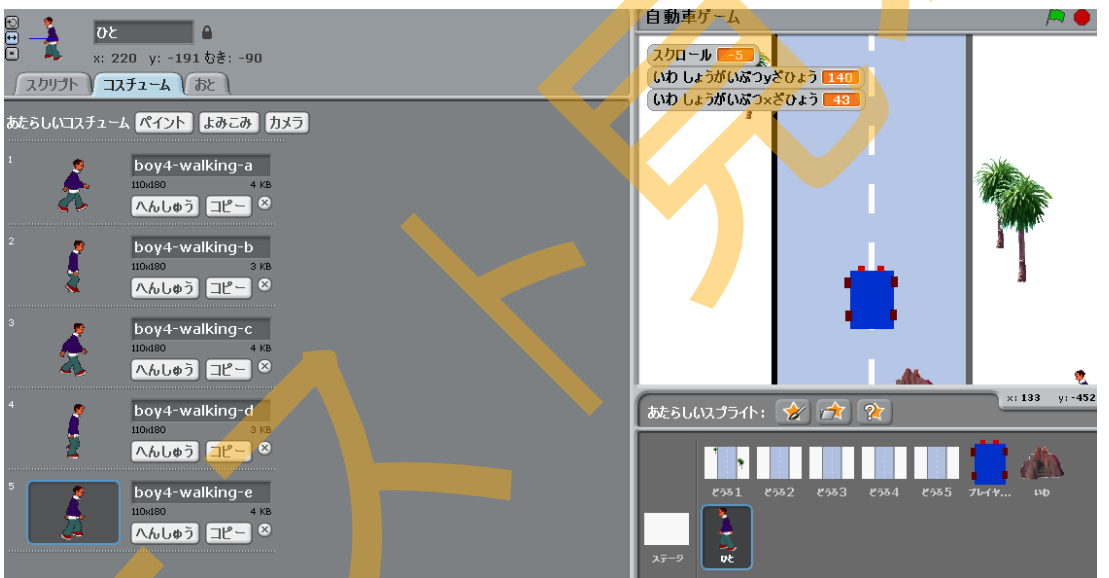 ひと
x: 220 y: -191 むき: -90
スクリプト コスチューム おと
あたらしいコスチューム ペイント よみこみ カメラ
1 boy4-walking-a
110x180 4 KB
へんしゅう コピー
2 boy4-walking-b
110x180 3 KB
へんしゅう コピー
3 boy4-walking-c
110x180 4 KB
へんしゅう コピー
4 boy4-walking-d
110x180 3 KB
へんしゅう コピー
5 boy4-walking-e
110x180 4 KB
へんしゅう コピー
自動車ゲーム
スクロール -5
いわ しょうがいぶつyざひょう 140
いわ しょうがいぶつxざひょう 43
x: 133 y: -452
あたらしいスプライト:
どうろ1 どうろ2 どうろ3 どうろ4 どうろ5 プレイヤ... いわ
ステージ ひと